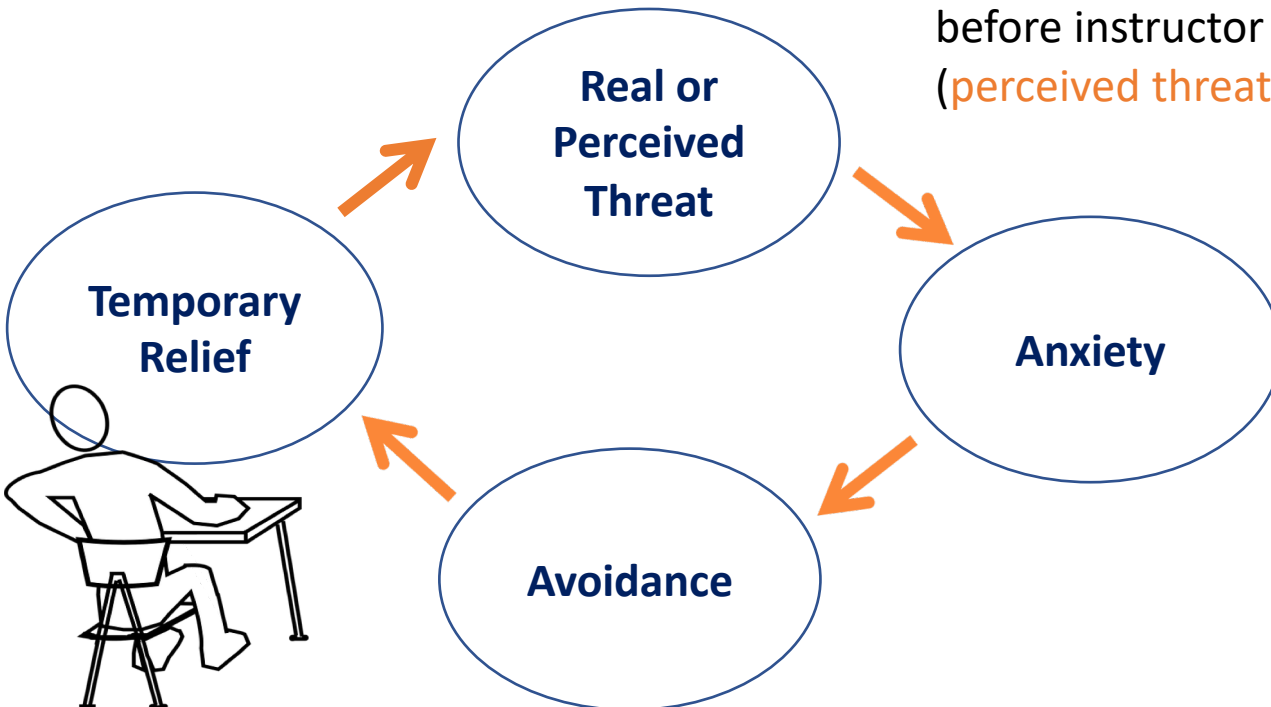 before instructor
(perceived threat
Real or
Perceived
Threat
Temporary
Relief
Anxiety
Avoidance